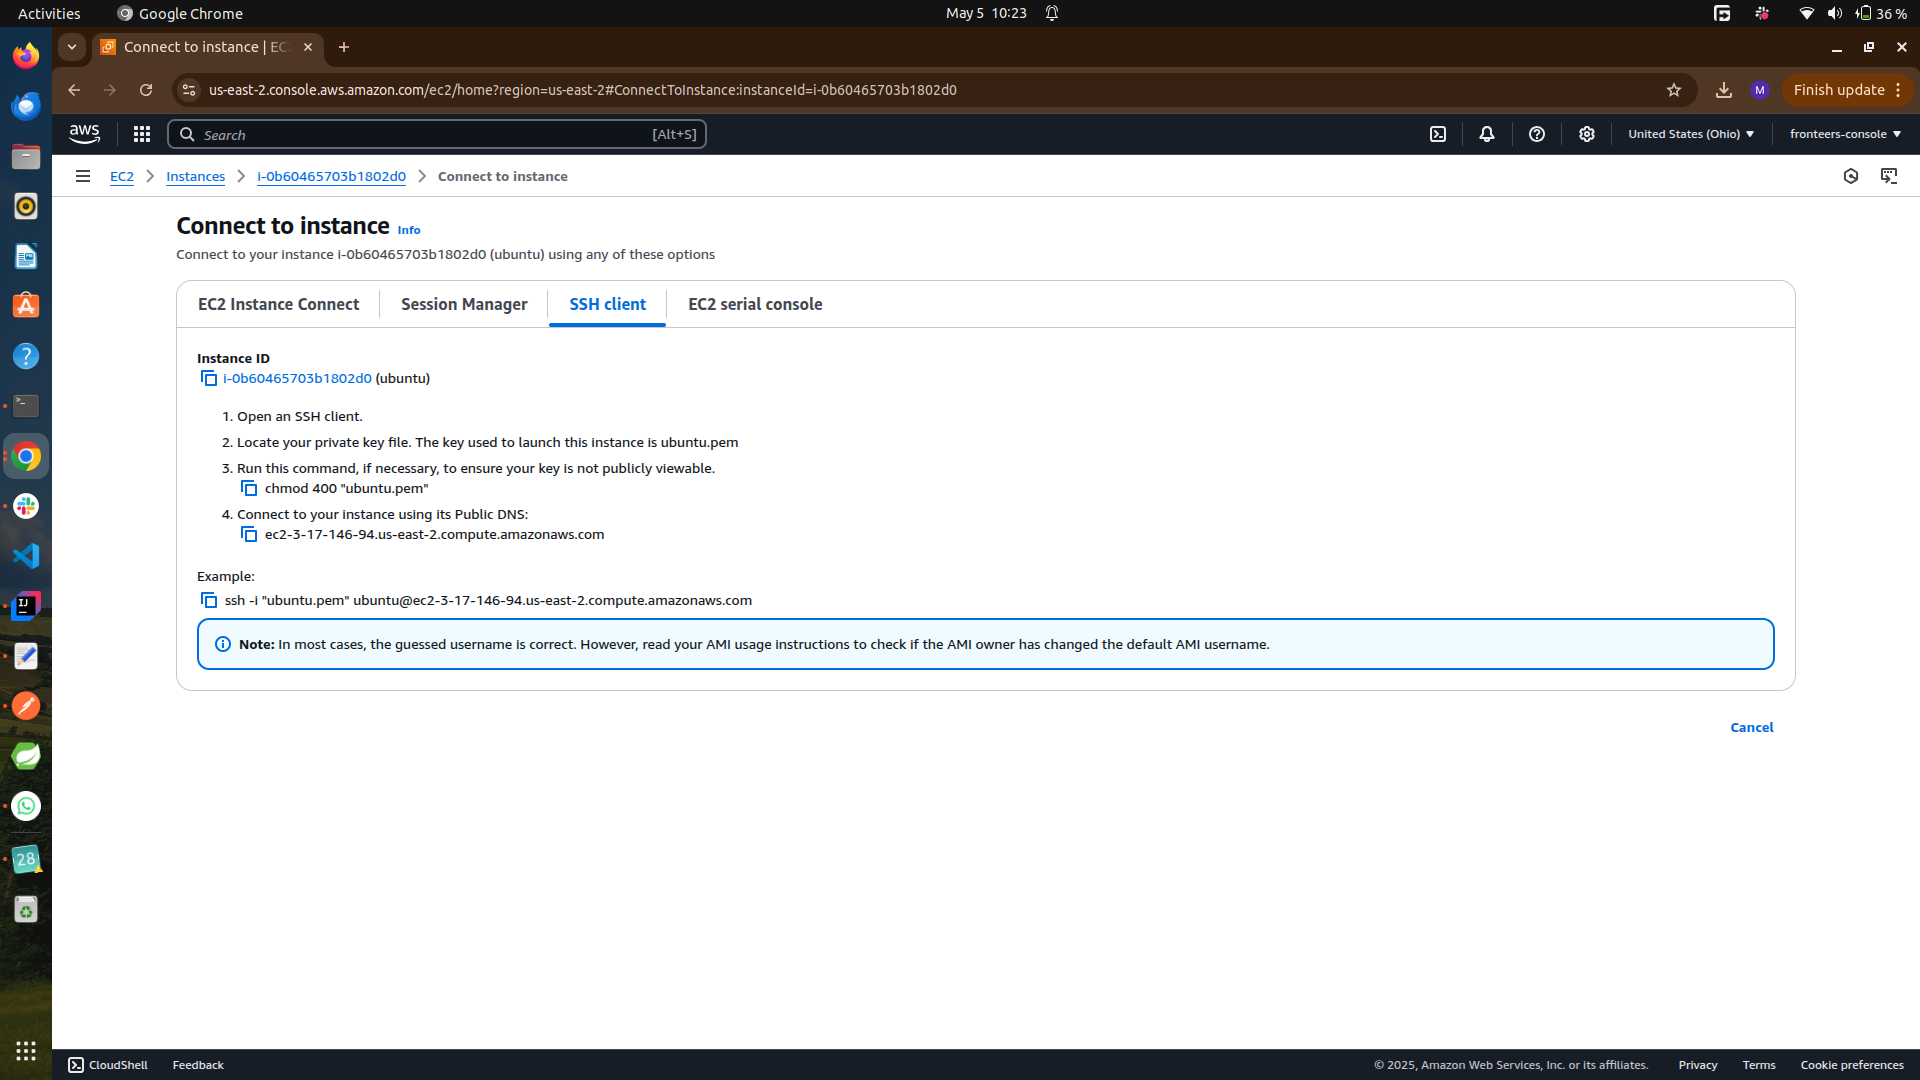 Activities
Google Chrome
May 5 10:23
36 %
Connect to instance | EC
Finish update
us-east-2.console.aws.amazon.com/ec2/home?region=us-east-2#ConnectToInstance:instanceId=i-0b60465703b1802d0
M
aws
Search
[Alt+S]
United States (Ohio)
fronteers-console
EC2
Instances
i-0b60465703b1802d0
Connect to instance
Connect to instance Info
Connect to your instance i-0b60465703b1802d0 (ubuntu) using any of these options
EC2 Instance Connect
Session Manager
SSH client
EC2 serial console
Instance ID
i-0b60465703b1802d0 (ubuntu)
1. Open an SSH client.
2. Locate your private key file. The key used to launch this instance is ubuntu.pem
3. Run this command, if necessary, to ensure your key is not publicly viewable.
chmod 400 "ubuntu.pem"
4. Connect to your instance using its Public DNS:
ec2-3-17-146-94.us-east-2.compute.amazonaws.com
Example:
ssh -i "ubuntu.pem" ubuntu@ec2-3-17-146-94.us-east-2.compute.amazonaws.com
Note: In most cases, the guessed username is correct. However, read your AMI usage instructions to check if the AMI owner has changed the default AMI username.
Cancel
IJ
28
CloudShell
Feedback
© 2025, Amazon Web Services, Inc. or its affiliates.
Privacy
Terms
Cookie preferences